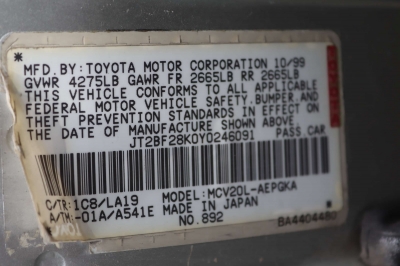 MFD.BY:TOYOTA MOTOR CORPORATION 10/99
GVWR 4275LB GAWR FR 2665LB RR 2665LB
THIS VEHICLE CONFORMS TO ALL APPLICABLE
FEDERAL MOTOR VEHICLE SAFETY, BUMPER, AND
THEFT PREVENTION STANDARDS IN EFFECT ON
THE DATE OF MANUFACTURE SHOWN ABOVE.
JT2BF28K0Y0246091 PASS.CAR
C/TR:1C8/LA19 MODEL:MCV20L-AEPGKA
A/TM:-01A/A541E MADE IN JAPAN
NO.892 BA4404480